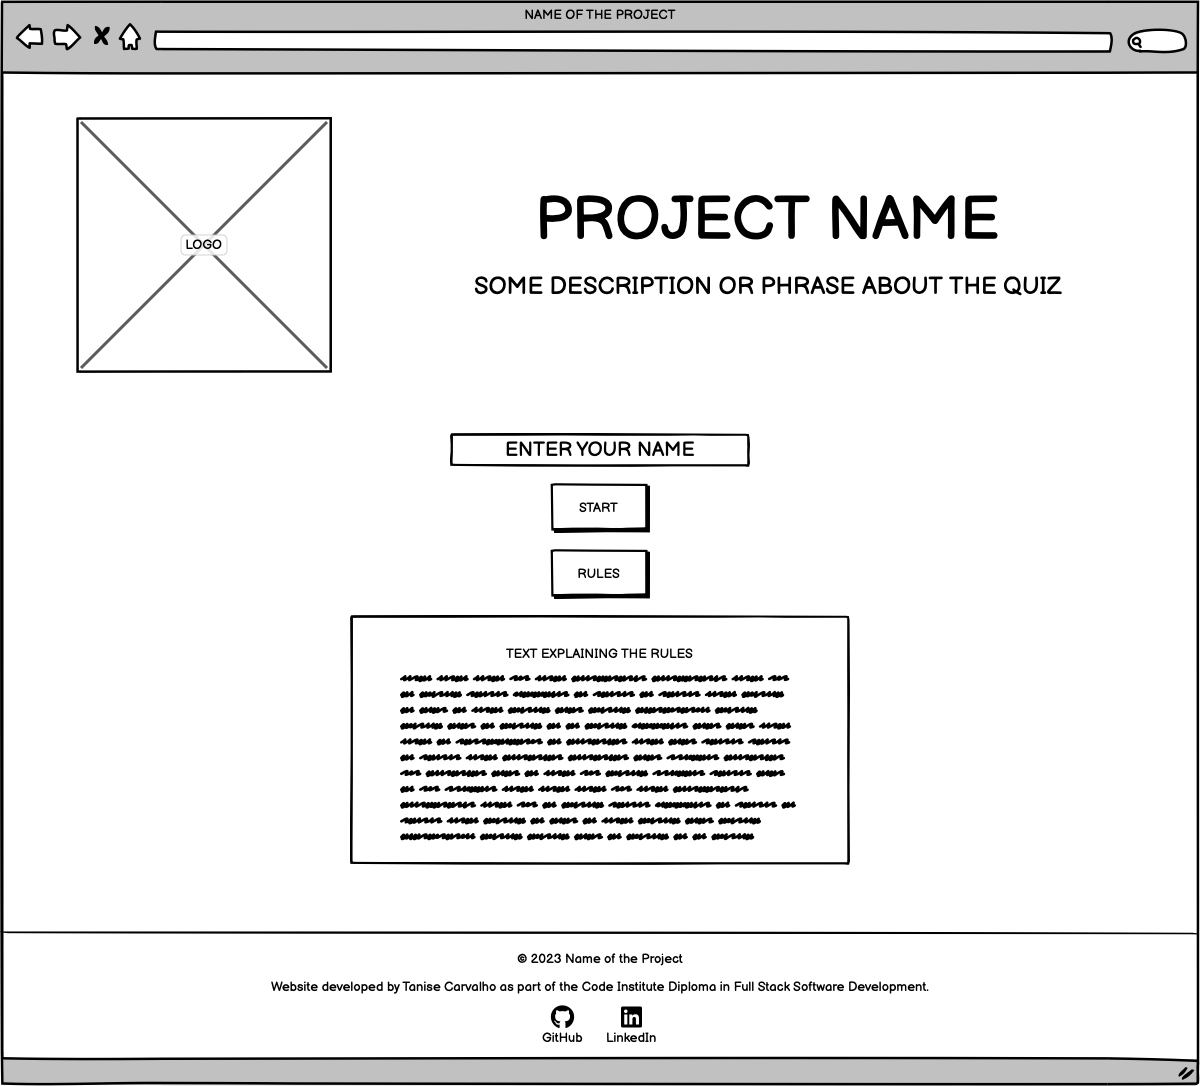 NAME OF THE PROJECT
LOGO
PROJECT NAME
SOME DESCRIPTION OR PHRASE ABOUT THE QUIZ
ENTER YOUR NAME
START
RULES
TEXT EXPLAINING THE RULES
© 2023 Name of the Project
Website developed by Tanise Carvalho as part of the Code Institute Diploma in Full Stack Software Development.
GitHub LinkedIn